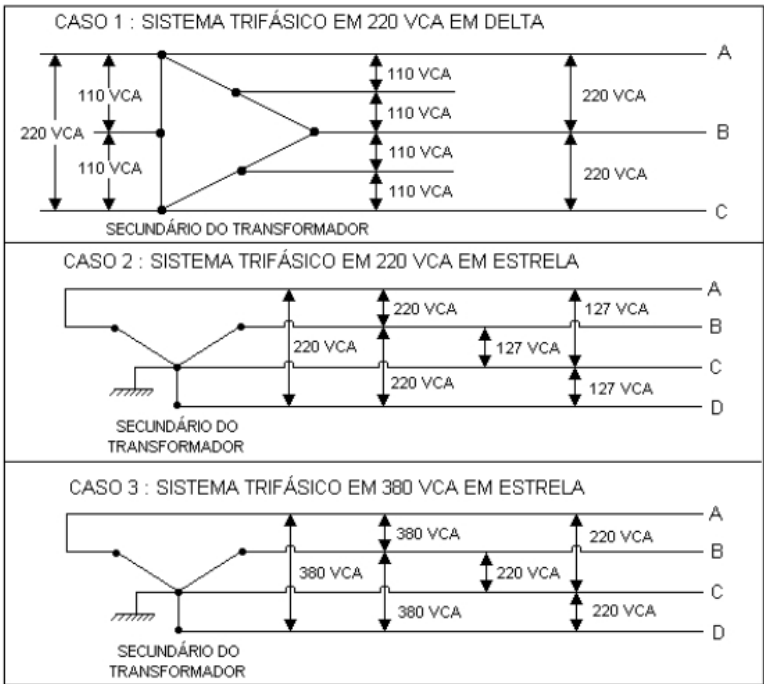 CASO 1 : SISTEMA TRIFÁSICO EM 220 VCA EM DELTA
A
110 VCA
110 VCA
110 VCA
220 VCA
220 VCA
B
110 VCA
110 VCA
220 VCA
110 VCA
C
SECUNDÁRIO DO TRANSFORMADOR
CASO 2 : SISTEMA TRIFÁSICO EM 220 VCA EM ESTRELA
A
220 VCA
127 VCA
B
220 VCA
127 VCA
C
220 VCA
127 VCA
D
SECUNDÁRIO DO
TRANSFORMADOR
CASO 3 : SISTEMA TRIFÁSICO EM 380 VCA EM ESTRELA
A
380 VCA
220 VCA
B
380 VCA
220 VCA
C
380 VCA
220 VCA
D
SECUNDÁRIO DO
TRANSFORMADOR